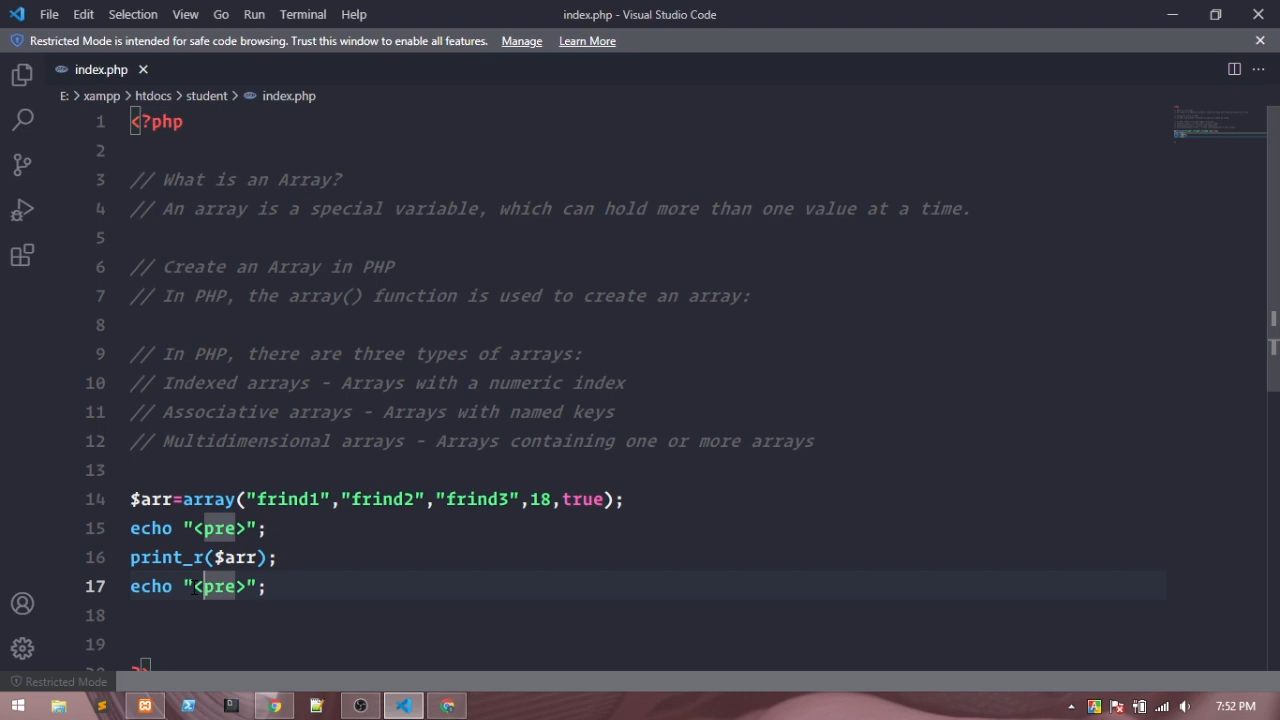 File Edit Selection View Go Run Terminal Help index.php - Visual Studio Code
Restricted Mode is intended for safe code browsing. Trust this window to enable all features. Manage Learn More
index.php
E: > xampp > htdocs > student > index.php
1 <?php
2
3 // What is an Array?
4 // An array is a special variable, which can hold more than one value at a time.
5
6 // Create an Array in PHP
7 // In PHP, the array() function is used to create an array:
8
9 // In PHP, there are three types of arrays:
10 // Indexed arrays - Arrays with a numeric index
11 // Associative arrays - Arrays with named keys
12 // Multidimensional arrays - Arrays containing one or more arrays
13
14 $arr=array("frind1","frind2","frind3",18,true);
15 echo "<pre>";
16 print_r($arr);
17 echo "<pre>";
18
19
20 ?>
Restricted Mode
7:52 PM